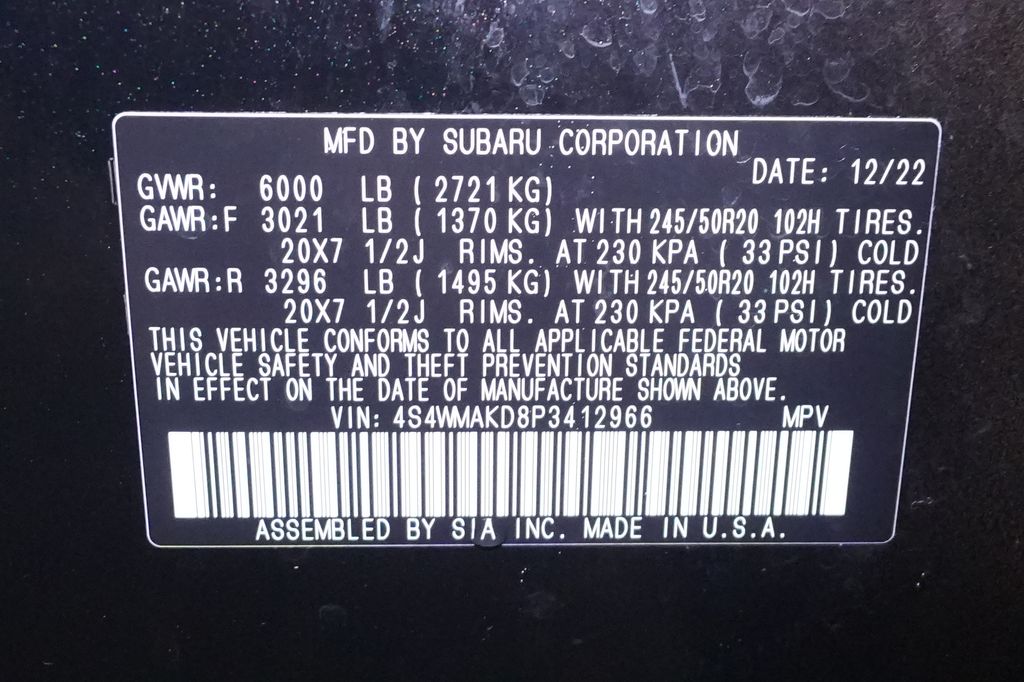 MFD BY SUBARU CORPORATION
DATE: 12/22
GVWR: 6000 LB ( 2721 KG)
GAWR:F 3021 LB ( 1370 KG) WITH 245/50R20 102H TIRES.
20X7 1/2J RIMS. AT 230 KPA ( 33 PSI) COLD
GAWR:R 3296 LB ( 1495 KG) WITH 245/50R20 102H TIRES.
20X7 1/2J RIMS. AT 230 KPA ( 33 PSI) COLD
THIS VEHICLE CONFORMS TO ALL APPLICABLE FEDERAL MOTOR
VEHICLE SAFETY AND THEFT PREVENTION STANDARDS
IN EFFECT ON THE DATE OF MANUFACTURE SHOWN ABOVE.
VIN: 4S4WMAKD8P3412966 MPV
ASSEMBLED BY SIA INC. MADE IN U.S.A.